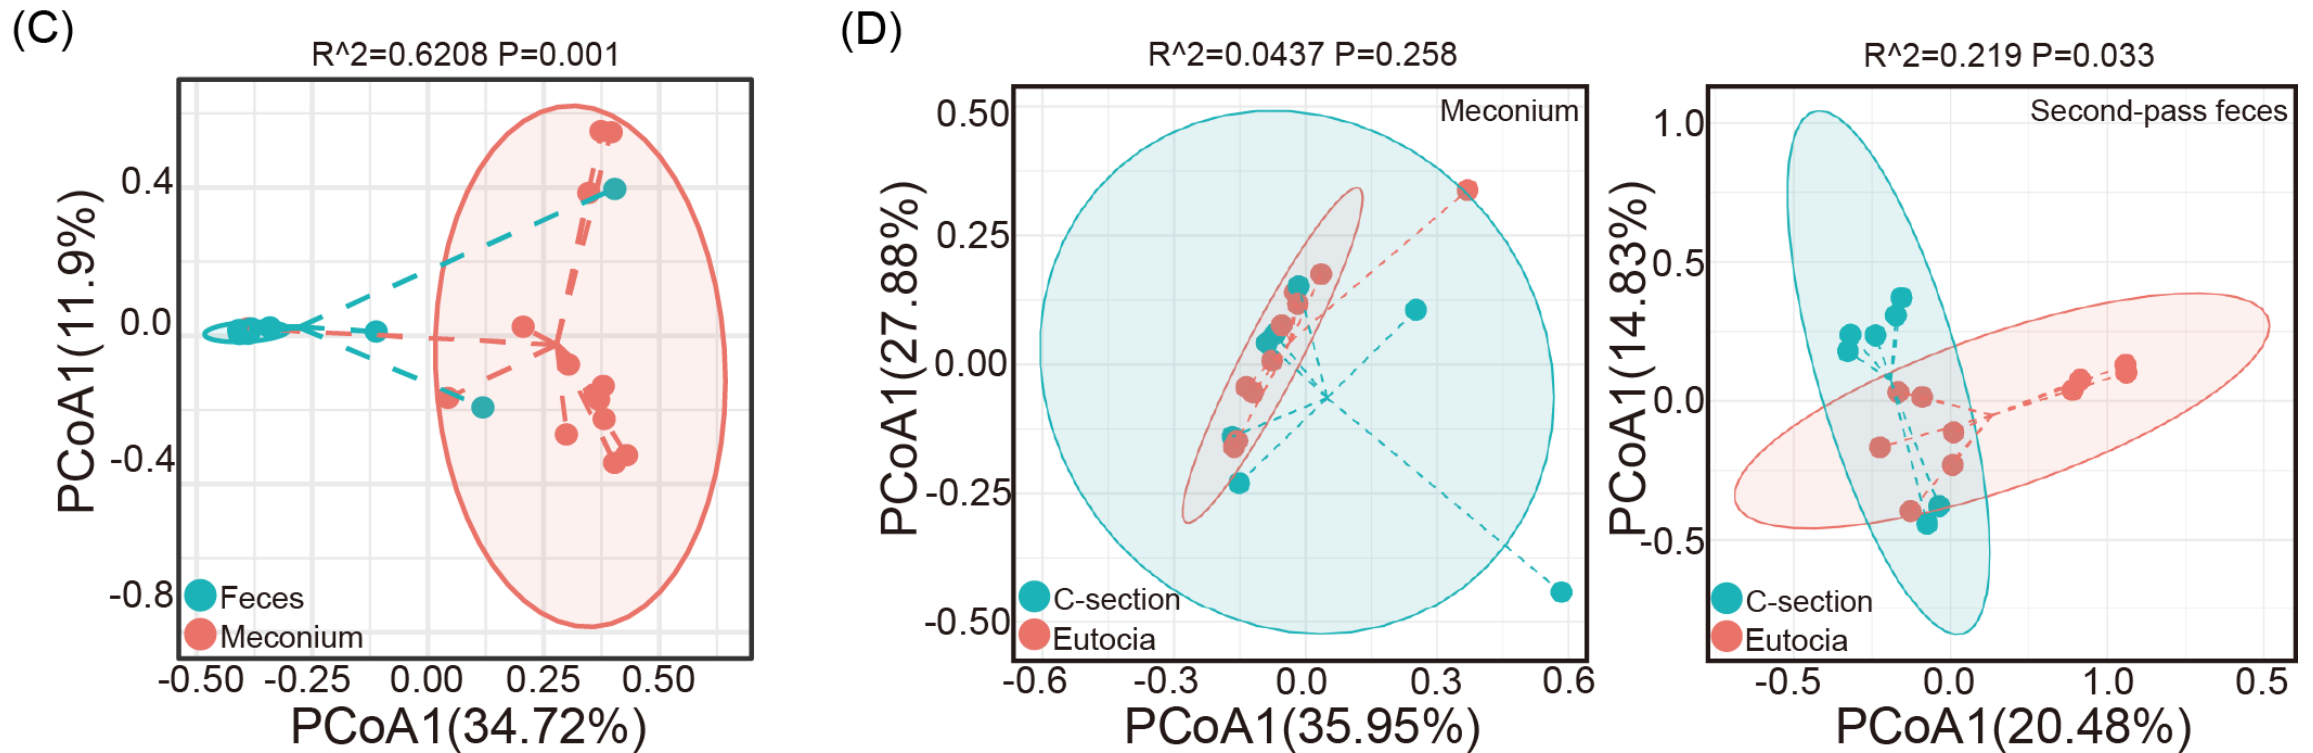 (C)
R^2=0.6208 P=0.001
PCoA1(11.9%)
0.4
0.0
-0.4
-0.8
Feces
Meconium
-0.50 -0.25 0.00 0.25 0.50
PCoA1(34.72%)
(D)
R^2=0.0437 P=0.258
Meconium
PCoA1(27.88%)
0.50
0.25
0.00
-0.25
-0.50
C-section
Eutocia
-0.6 -0.3 0.0 0.3 0.6
PCoA1(35.95%)
R^2=0.219 P=0.033
Second-pass feces
PCoA1(14.83%)
1.0
0.5
0.0
-0.5
C-section
Eutocia
-0.5 0.0 1.0 0.5
PCoA1(20.48%)